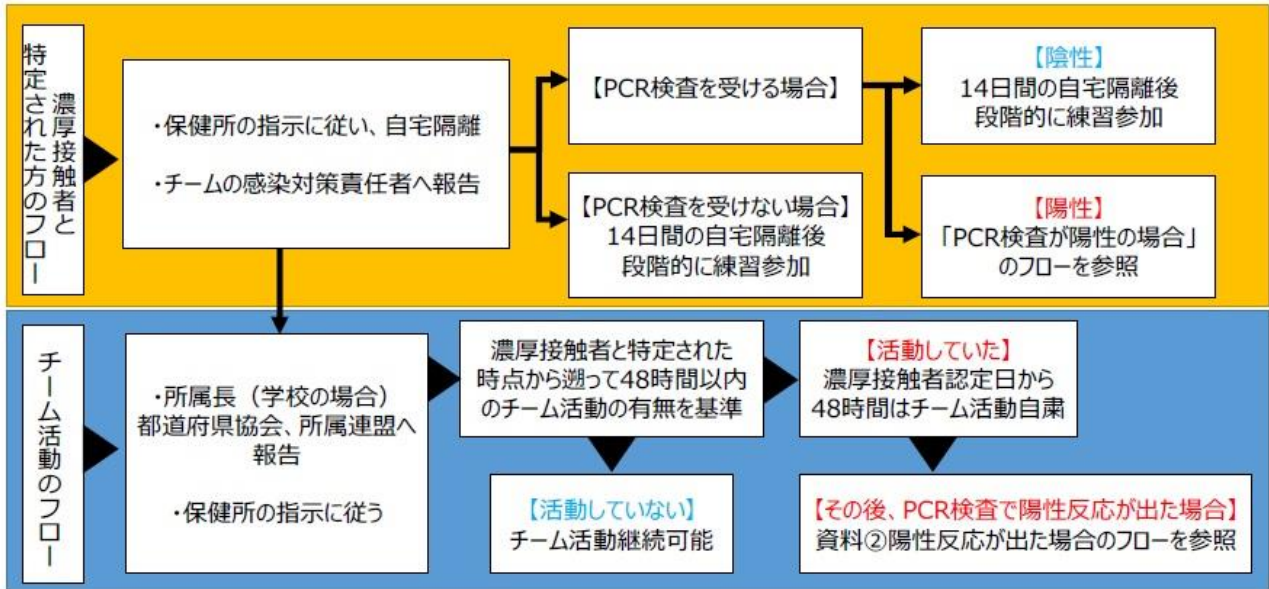 濃厚接触者と
特定された方のフロー
・保健所の指示に従い、自宅隔離
・チームの感染対策責任者へ報告
【PCR検査を受ける場合】
【PCR検査を受けない場合】
14日間の自宅隔離後
段階的に練習参加
【陰性】
14日間の自宅隔離後
段階的に練習参加
【陽性】
「PCR検査が陽性の場合」
のフローを参照
チーム活動のフロー
・所属長（学校の場合）
都道府県協会、所属連盟へ
報告
・保健所の指示に従う
濃厚接触者と特定された
時点から遡って48時間以内
のチーム活動の有無を基準
【活動していない】
チーム活動継続可能
【活動していた】
濃厚接触者認定日から
48時間はチーム活動自粛
【その後、PCR検査で陽性反応が出た場合】
資料②陽性反応が出た場合のフローを参照